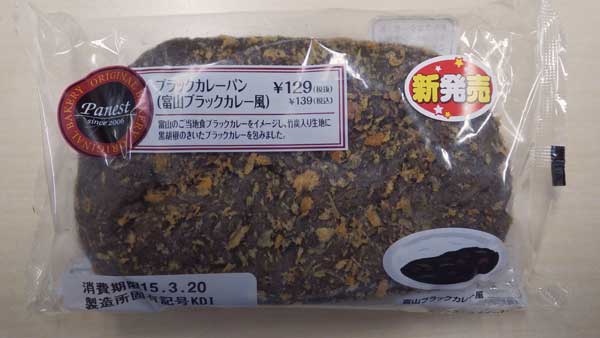 ORIGINAL BAKERY
Panest
since 2006
ORIGINAL BAKERY
ブラックカレーパン
(富山ブラックカレー風)
¥129(税抜)
¥139(税込)
富山のご当地食ブラックカレーをイメージし、竹炭入り生地に
黒胡椒のきいたブラックカレーを包みました。
新発売
富山ブラックカレー風
消費期限15.3.20
製造所固有記号KDI